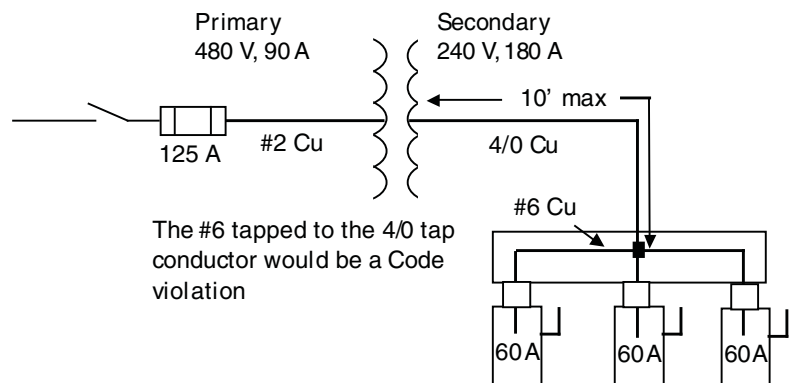 Primary
480 V, 90 A
Secondary
240 V, 180 A
10' max
125 A
#2 Cu
4/0 Cu
The #6 tapped to the 4/0 tap
conductor would be a Code
violation
#6 Cu
60 A
60 A
60 A